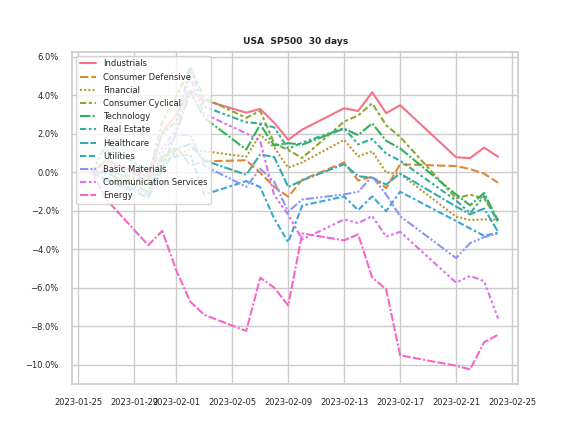 USA SP500 30 days
6.0%
4.0%
2.0%
0.0%
−2.0%
−4.0%
−6.0%
−8.0%
−10.0%
Industrials
Consumer Defensive
Financial
Consumer Cyclical
Technology
Real Estate
Healthcare
Utilities
Basic Materials
Communication Services
Energy
2023-01-25 2023-01-29 2023-02-01 2023-02-05 2023-02-09 2023-02-13 2023-02-17 2023-02-21 2023-02-25